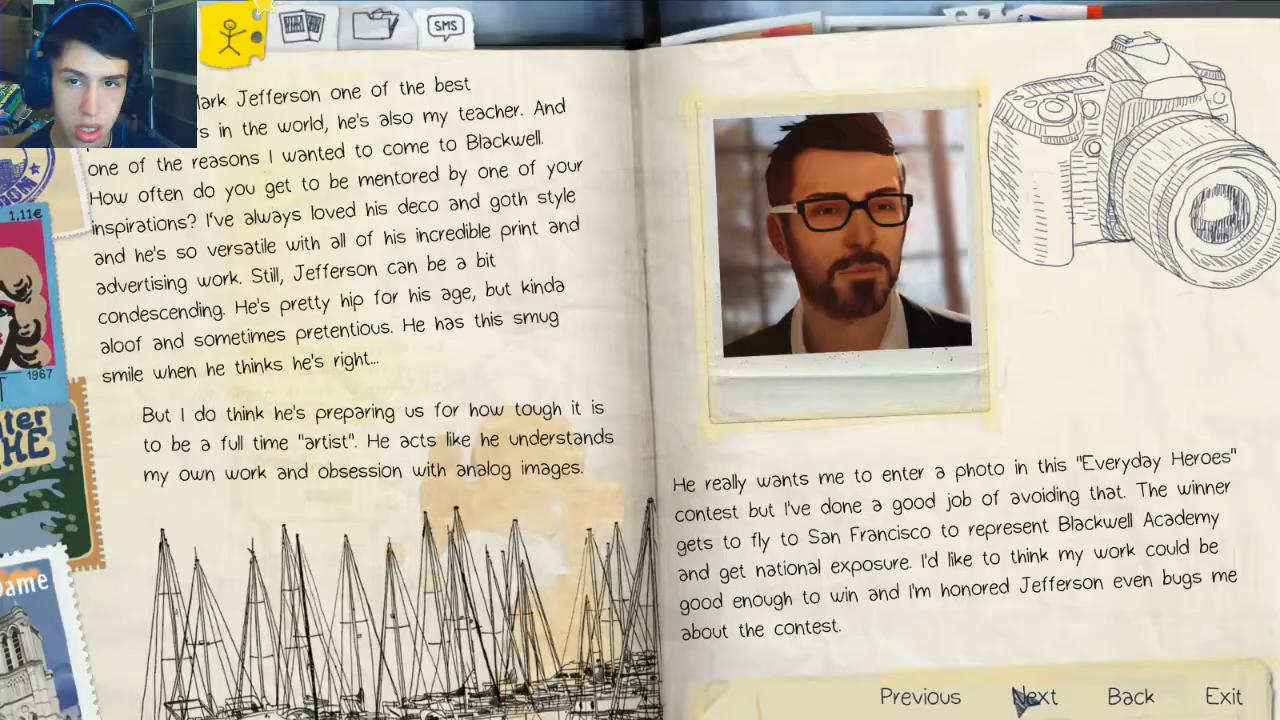 SMS
Mark Jefferson one of the best
s in the world, he's also my teacher. And
one of the reasons I wanted to come to Blackwell.
How often do you get to be mentored by one of your
inspirations? I've always loved his deco and goth style
and he's so versatile with all of his incredible print and
advertising work. Still, Jefferson can be a bit
condescending. He's pretty hip for his age, but kinda
aloof and sometimes pretentious. He has this smug
smile when he thinks he's right...
But I do think he's preparing us for how tough it is
to be a full time "artist". He acts like he understands
my own work and obsession with analog images.
1,11€
1967
Dame
He really wants me to enter a photo in this "Everyday Heroes"
contest but I've done a good job of avoiding that. The winner
gets to fly to San Francisco to represent Blackwell Academy
and get national exposure. I'd like to think my work could be
good enough to win and I'm honored Jefferson even bugs me
about the contest.
Previous Next Back Exit